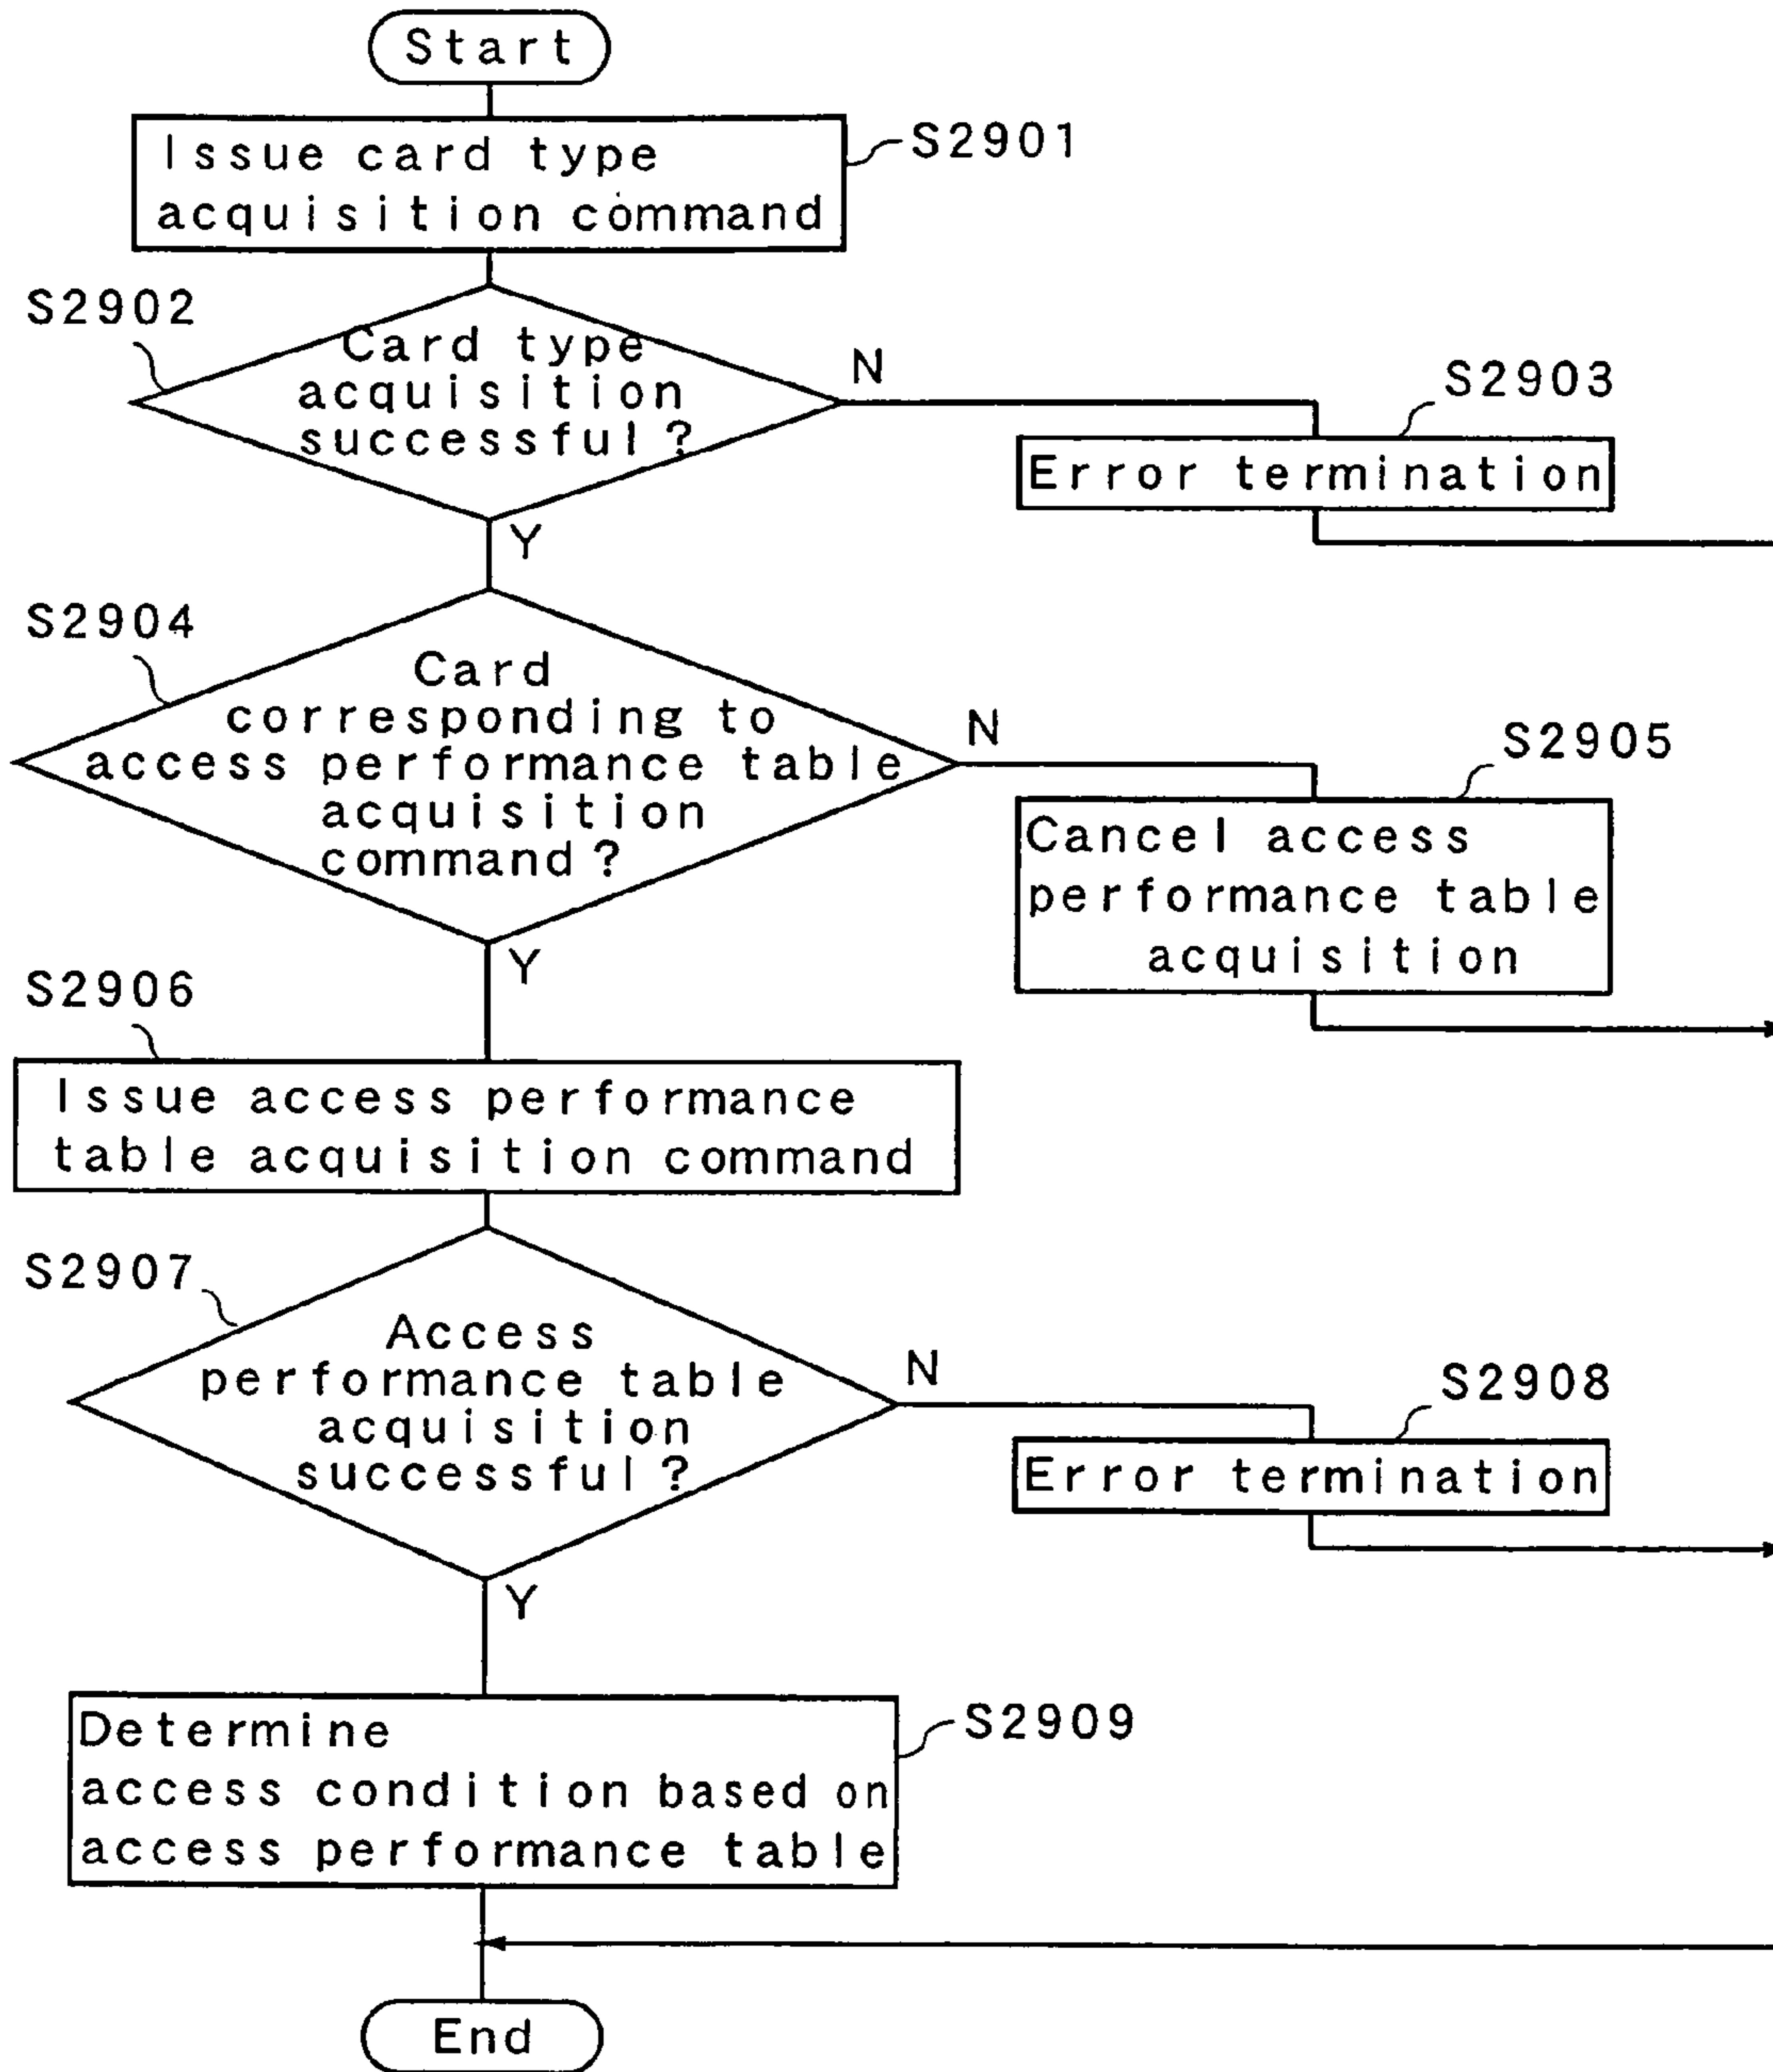 Start
Issue card type
acquisition command
S2901
S2902
Card type
acquisition
successful?
N
Y
S2903
Error termination
S2904
Card
corresponding to
access performance table
acquisition
command?
N
Y
S2905
Cancel access
performance table
acquisition
S2906
Issue access performance
table acquisition command
S2907
Access
performance table
acquisition
successful?
N
Y
S2908
Error termination
Determine
access condition based on
access performance table
S2909
End